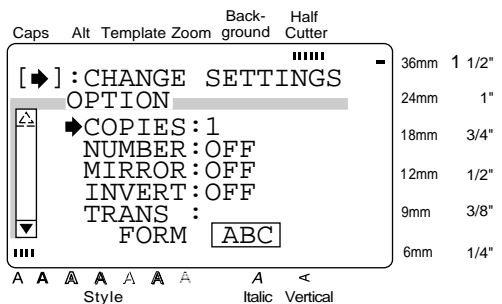 Caps Alt Template Zoom Back-ground Half Cutter
[➡]:CHANGE SETTINGS
OPTION
➡COPIES:1
NUMBER:OFF
MIRROR:OFF
INVERT:OFF
TRANS :
FORM ABC
36mm 1 1/2"
24mm 1"
18mm 3/4"
12mm 1/2"
9mm 3/8"
6mm 1/4"
A A A A A A A A A
Style Italic Vertical